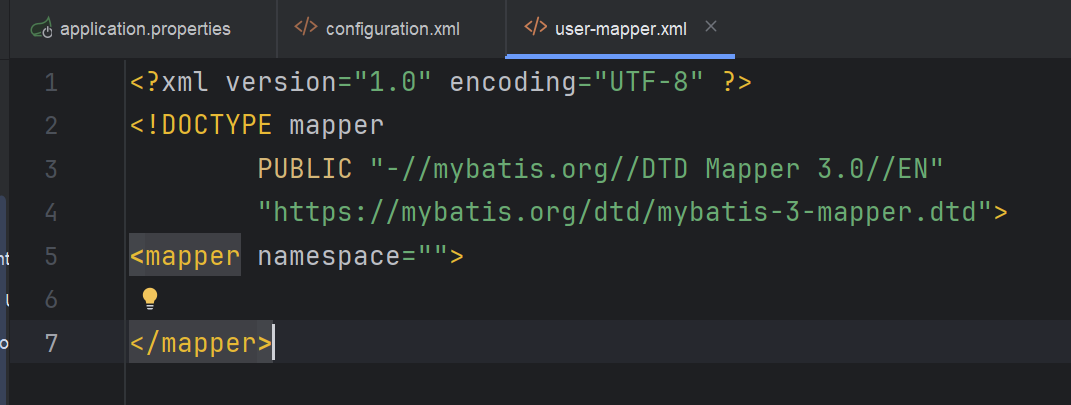 application.properties
configuration.xml
user-mapper.xml
1 <?xml version="1.0" encoding="UTF-8" ?>
2 <!DOCTYPE mapper
3 PUBLIC "-//mybatis.org//DTD Mapper 3.0//EN"
4 "https://mybatis.org/dtd/mybatis-3-mapper.dtd">
5 <mapper namespace="">
6
7 </mapper>